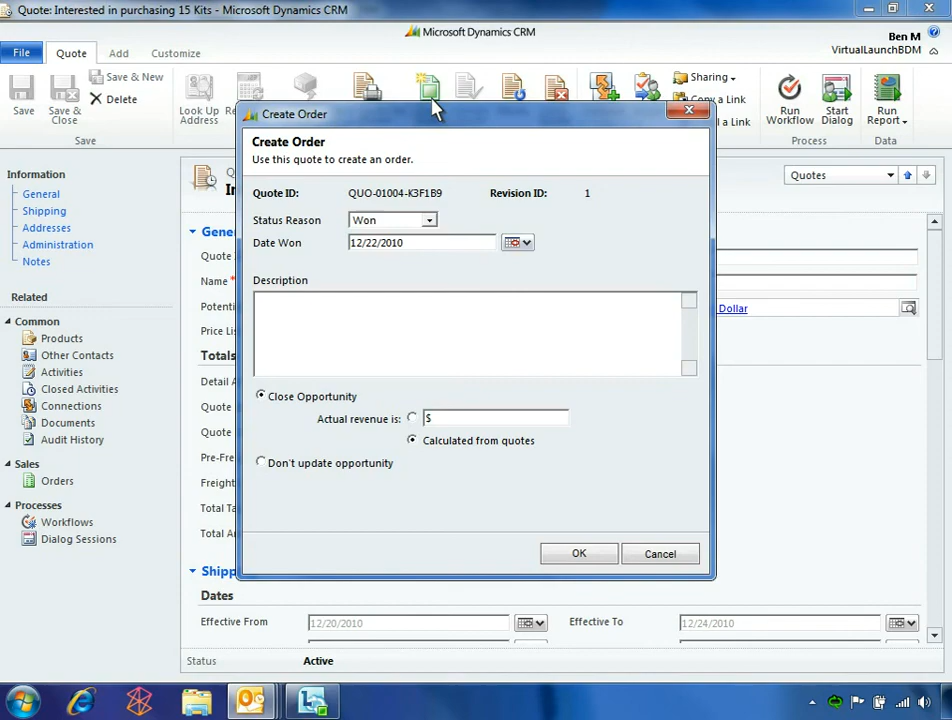 Quote: Interested in purchasing 15 Kits - Microsoft Dynamics CRM
Microsoft Dynamics CRM
Ben M
VirtualLaunchBDM
File
Quote
Add
Customize
Save
Save & Close
Save & New
Delete
Look Up Address
Sharing
Copy a Link
l a Link
Run Workflow
Start Dialog
Run Report
Save
Process
Data
Create Order
Create Order
Use this quote to create an order.
Quote ID:
QUO-01004-K3F1B9
Revision ID:
1
Status Reason
Won
Date Won
12/22/2010
Description
Close Opportunity
Actual revenue is:
$
Calculated from quotes
Don't update opportunity
OK
Cancel
Information
General
Shipping
Addresses
Administration
Notes
Related
Common
Products
Other Contacts
Activities
Closed Activities
Connections
Documents
Audit History
Sales
Orders
Processes
Workflows
Dialog Sessions
Quotes
Gener
Quote
Name *
Potenti
Dollar
Price Lis
Totals
Detail A
Quote
Quote
Pre-Fre
Freight
Total Ta
Total Ar
Shipp
Dates
Effective From
12/20/2010
Effective To
12/24/2010
Status
Active